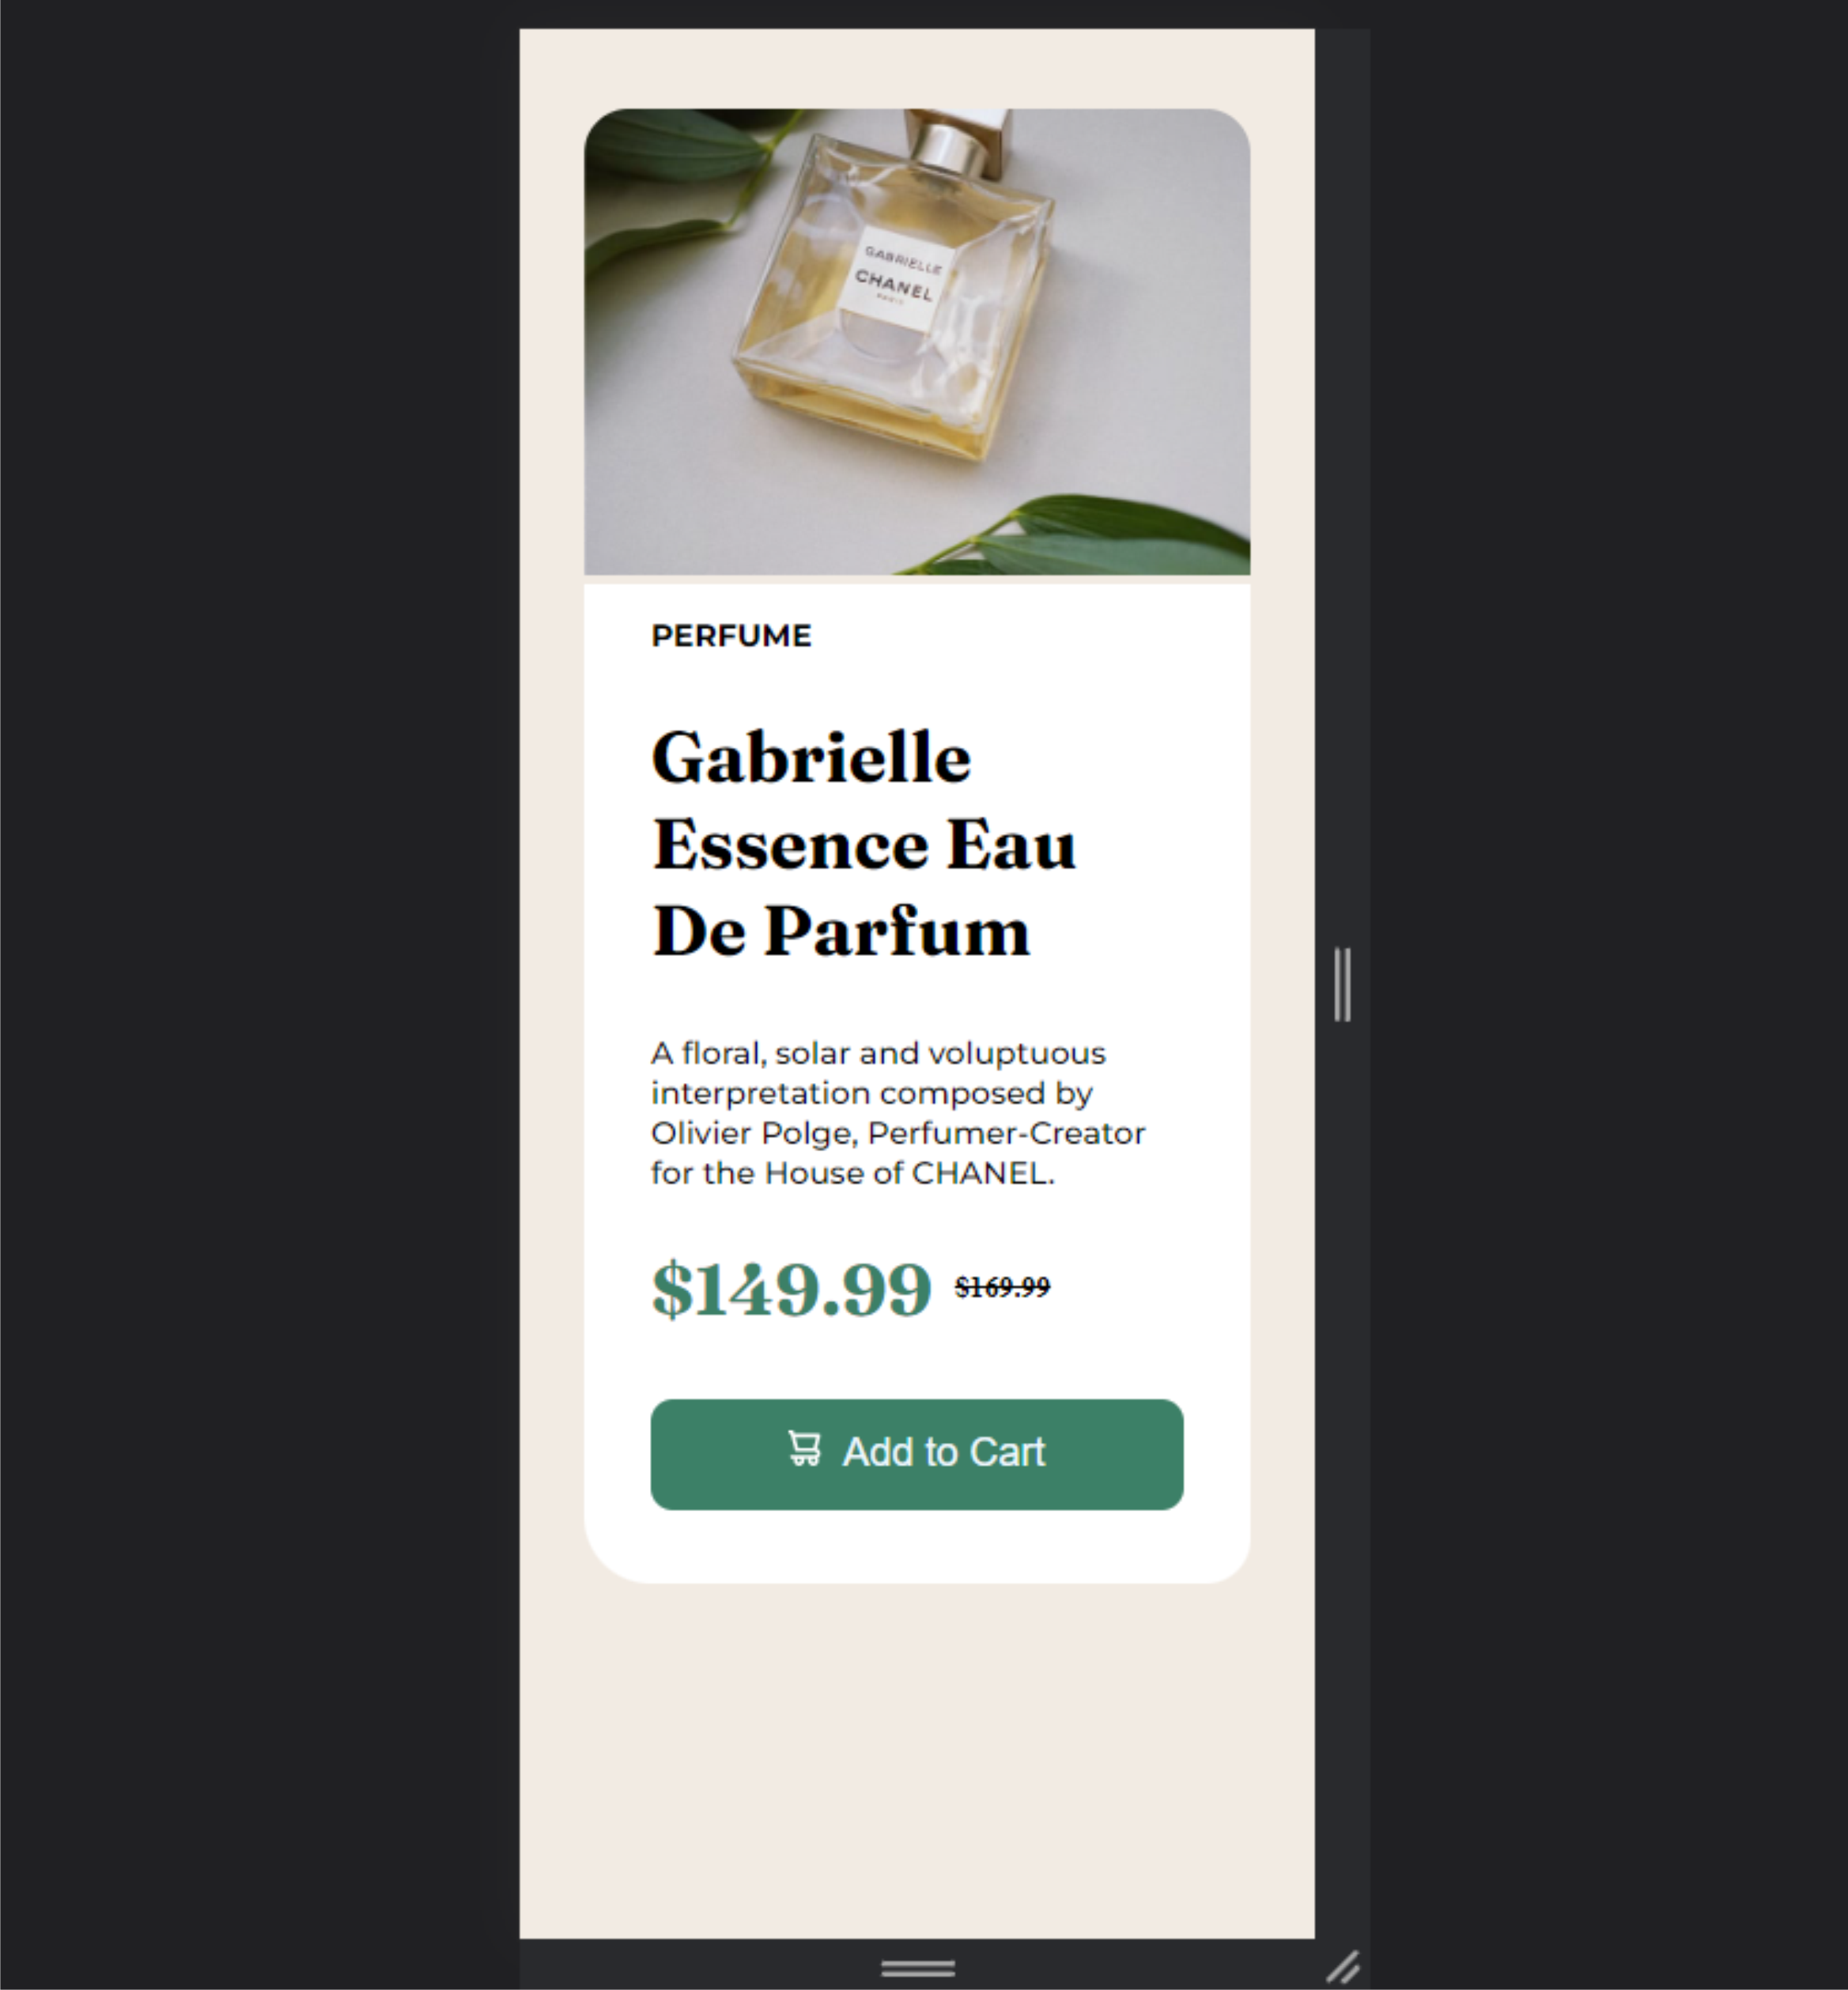 GABRIELLE
CHANEL
PARIS
PERFUME
Gabrielle
Essence Eau
De Parfum
A floral, solar and voluptuous
interpretation composed by
Olivier Polge, Perfumer-Creator
for the House of CHANEL.
$149.99 $169.99
Add to Cart